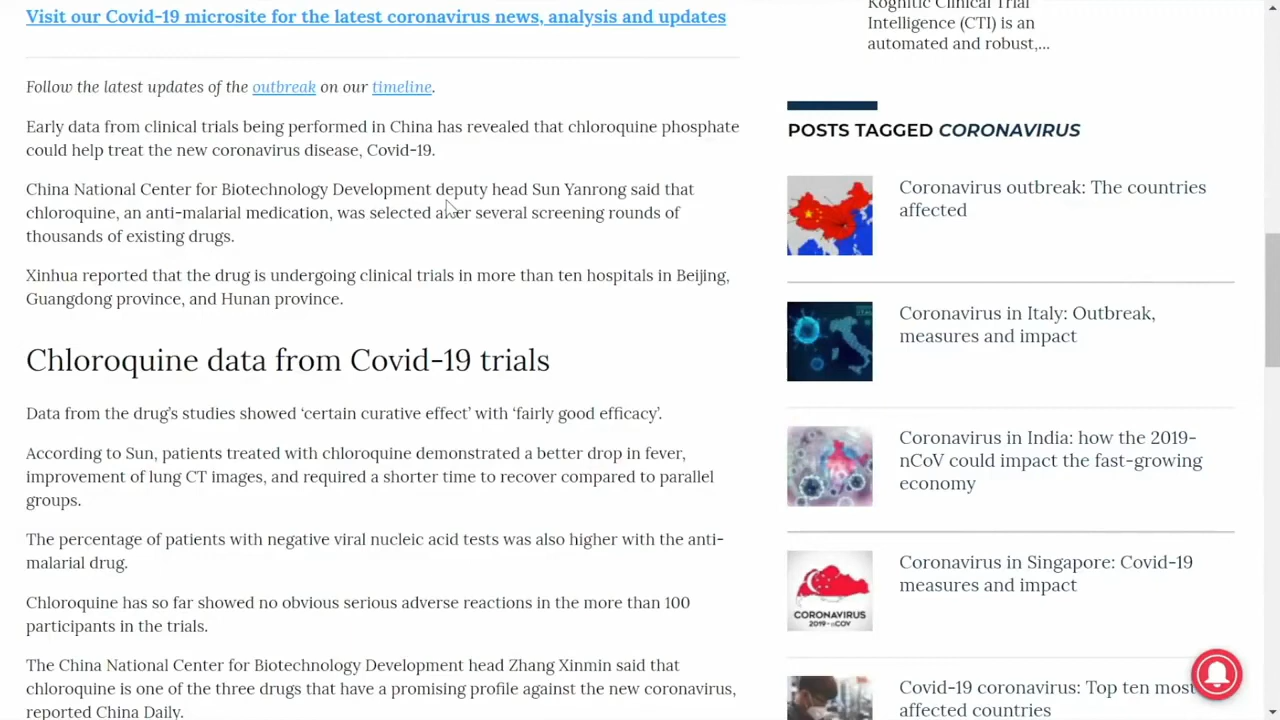 Visit our Covid-19 microsite for the latest coronavirus news, analysis and updates
Follow the latest updates of the outbreak on our timeline.
Early data from clinical trials being performed in China has revealed that chloroquine phosphate
could help treat the new coronavirus disease, Covid-19.
China National Center for Biotechnology Development deputy head Sun Yanrong said that
chloroquine, an anti-malarial medication, was selected after several screening rounds of
thousands of existing drugs.
Xinhua reported that the drug is undergoing clinical trials in more than ten hospitals in Beijing,
Guangdong province, and Hunan province.
Chloroquine data from Covid-19 trials
Data from the drug's studies showed ‘certain curative effect’ with ‘fairly good efficacy’.
According to Sun, patients treated with chloroquine demonstrated a better drop in fever,
improvement of lung CT images, and required a shorter time to recover compared to parallel
groups.
The percentage of patients with negative viral nucleic acid tests was also higher with the anti-
malarial drug.
Chloroquine has so far showed no obvious serious adverse reactions in the more than 100
participants in the trials.
The China National Center for Biotechnology Development head Zhang Xinmin said that
chloroquine is one of the three drugs that have a promising profile against the new coronavirus,
reported China Daily.
Kognitic Clinical Trial
Intelligence (CTI) is an
automated and robust,...
POSTS TAGGED CORONAVIRUS
Coronavirus outbreak: The countries
affected
Coronavirus in Italy: Outbreak,
measures and impact
Coronavirus in India: how the 2019-
nCoV could impact the fast-growing
economy
Coronavirus in Singapore: Covid-19
measures and impact
CORONAVIRUS
2019-nCOV
Covid-19 coronavirus: Top ten most
affected countries